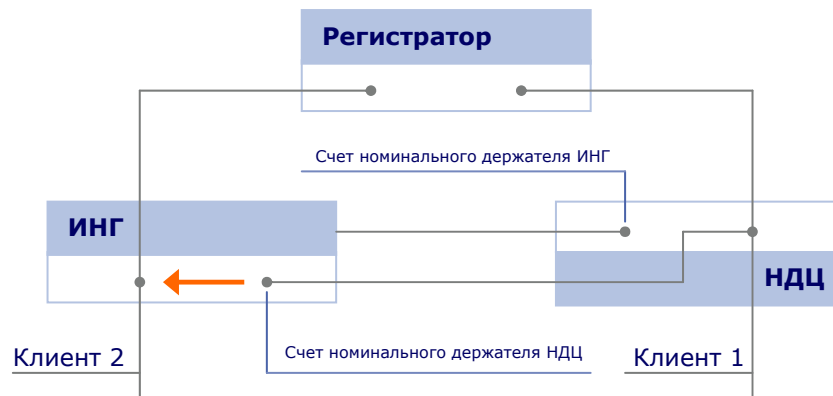 Регистратор
Счет номинального держателя ИНГ
ИНГ
НДЦ
Клиент 2
Счет номинального держателя НДЦ
Клиент 1